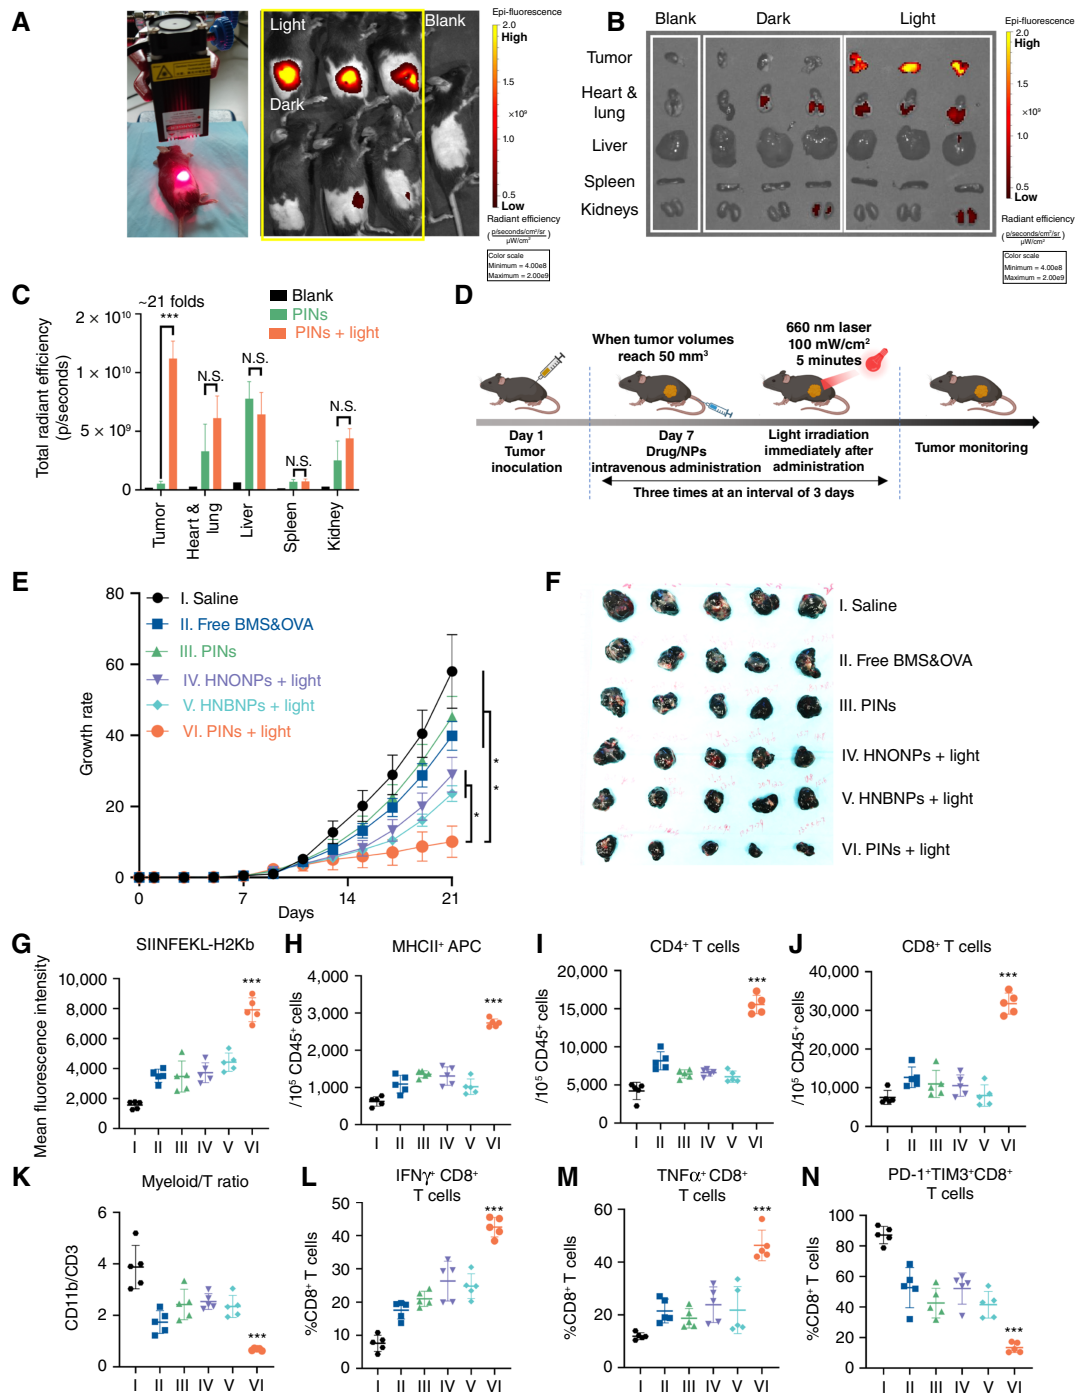 A
Light
Dark
Blank
Epi-fluorescence
2.0
High
1.5
×10⁹
1.0
0.5
Low
Radiant efficiency
(p/seconds/cm²/sr / µW/cm²)
Color scale
Minimum = 4.00e8
Maximum = 2.00e9
B
Blank
Dark
Light
Tumor
Heart &
lung
Liver
Spleen
Kidneys
Epi-fluorescence
2.0
High
1.5
×10⁹
1.0
0.5
Low
Radiant efficiency
(p/seconds/cm²/sr / µW/cm²)
Color scale
Minimum = 4.00e8
Maximum = 2.00e9
C
~21 folds
***
N.S.
N.S.
N.S.
N.S.
Blank
PINs
PINs + light
Total radiant efficiency
(p/seconds)
2 × 10¹⁰
1 × 10¹⁰
5 × 10⁹
0
Tumor
Heart &
lung
Liver
Spleen
Kidney
D
When tumor volumes
reach 50 mm³
660 nm laser
100 mW/cm²
5 minutes
Day 1
Tumor
inoculation
Day 7
Drug/NPs
intravenous administration
Light irradiation
immediately after
administration
Tumor monitoring
Three times at an interval of 3 days
E
Growth rate
80
60
40
20
0
0
7
14
21
Days
I. Saline
II. Free BMS&OVA
III. PINs
IV. HNONPs + light
V. HNBNPs + light
VI. PINs + light
*
*
*
F
I. Saline
II. Free BMS&OVA
III. PINs
IV. HNONPs + light
V. HNBNPs + light
VI. PINs + light
G
SIINFEKL-H2Kb
Mean fluorescence intensity
10,000
8,000
6,000
4,000
2,000
0
***
I II III IV V VI
H
MHCII⁺ APC
/10⁵ CD45⁺ cells
4,000
3,000
2,000
1,000
0
***
I II III IV V VI
I
CD4⁺ T cells
/10⁵ CD45⁺ cells
20,000
15,000
10,000
5,000
0
***
I II III IV V VI
J
CD8⁺ T cells
/10⁵ CD45⁺ cells
40,000
30,000
20,000
10,000
0
***
I II III IV V VI
K
Myeloid/T ratio
CD11b/CD3
6
4
2
0
***
I II III IV V VI
L
IFNγ⁺ CD8⁺
T cells
%CD8⁺ T cells
50
40
30
20
10
0
***
I II III IV V VI
M
TNFα⁺ CD8⁺
T cells
%CD8⁺ T cells
60
40
20
0
***
I II III IV V VI
N
PD-1⁺TIM3⁺CD8⁺
T cells
%CD8⁺ T cells
100
80
60
40
20
0
***
I II III IV V VI